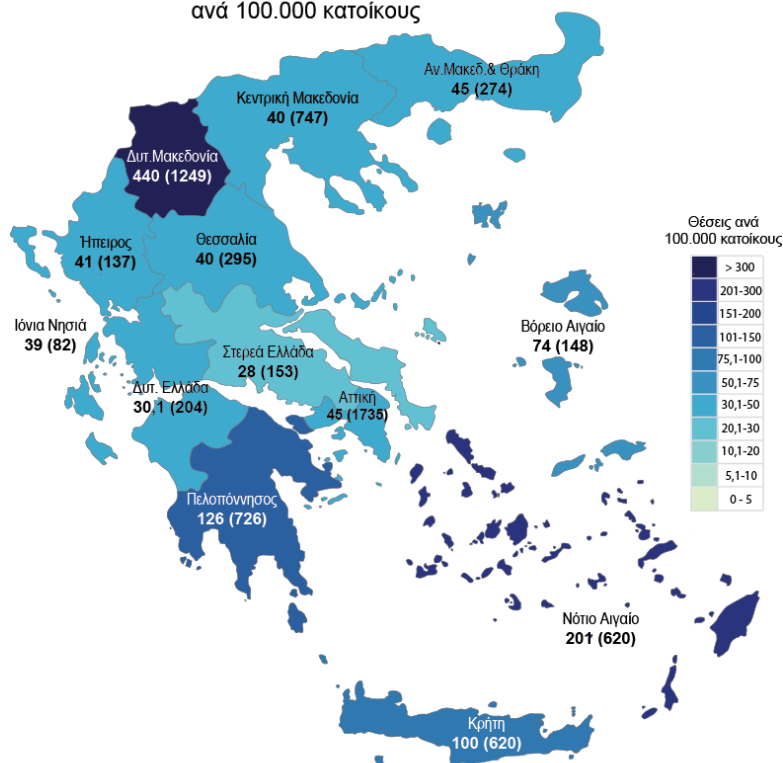 ανά 100.000 κατοίκους
Αν.Μακεδ.& Θράκη
45 (274)
Κεντρική Μακεδονία
40 (747)
Δυτ.Μακεδονία
440 (1249)
Ήπειρος
41 (137)
Θεσσαλία
40 (295)
Ιόνια Νησιά
39 (82)
Στερεά Ελλάδα
28 (153)
Βόρειο Αιγαίο
74 (148)
Δυτ. Ελλάδα
30,1 (204)
Αττική
45 (1735)
Πελοπόννησος
126 (726)
Νότιο Αιγαίο
201 (620)
Κρήτη
100 (620)
Θέσεις ανά
100.000 κατοίκους
> 300
201-300
151-200
101-150
75,1-100
50,1-75
30,1-50
20,1-30
10,1-20
5,1-10
0 - 5